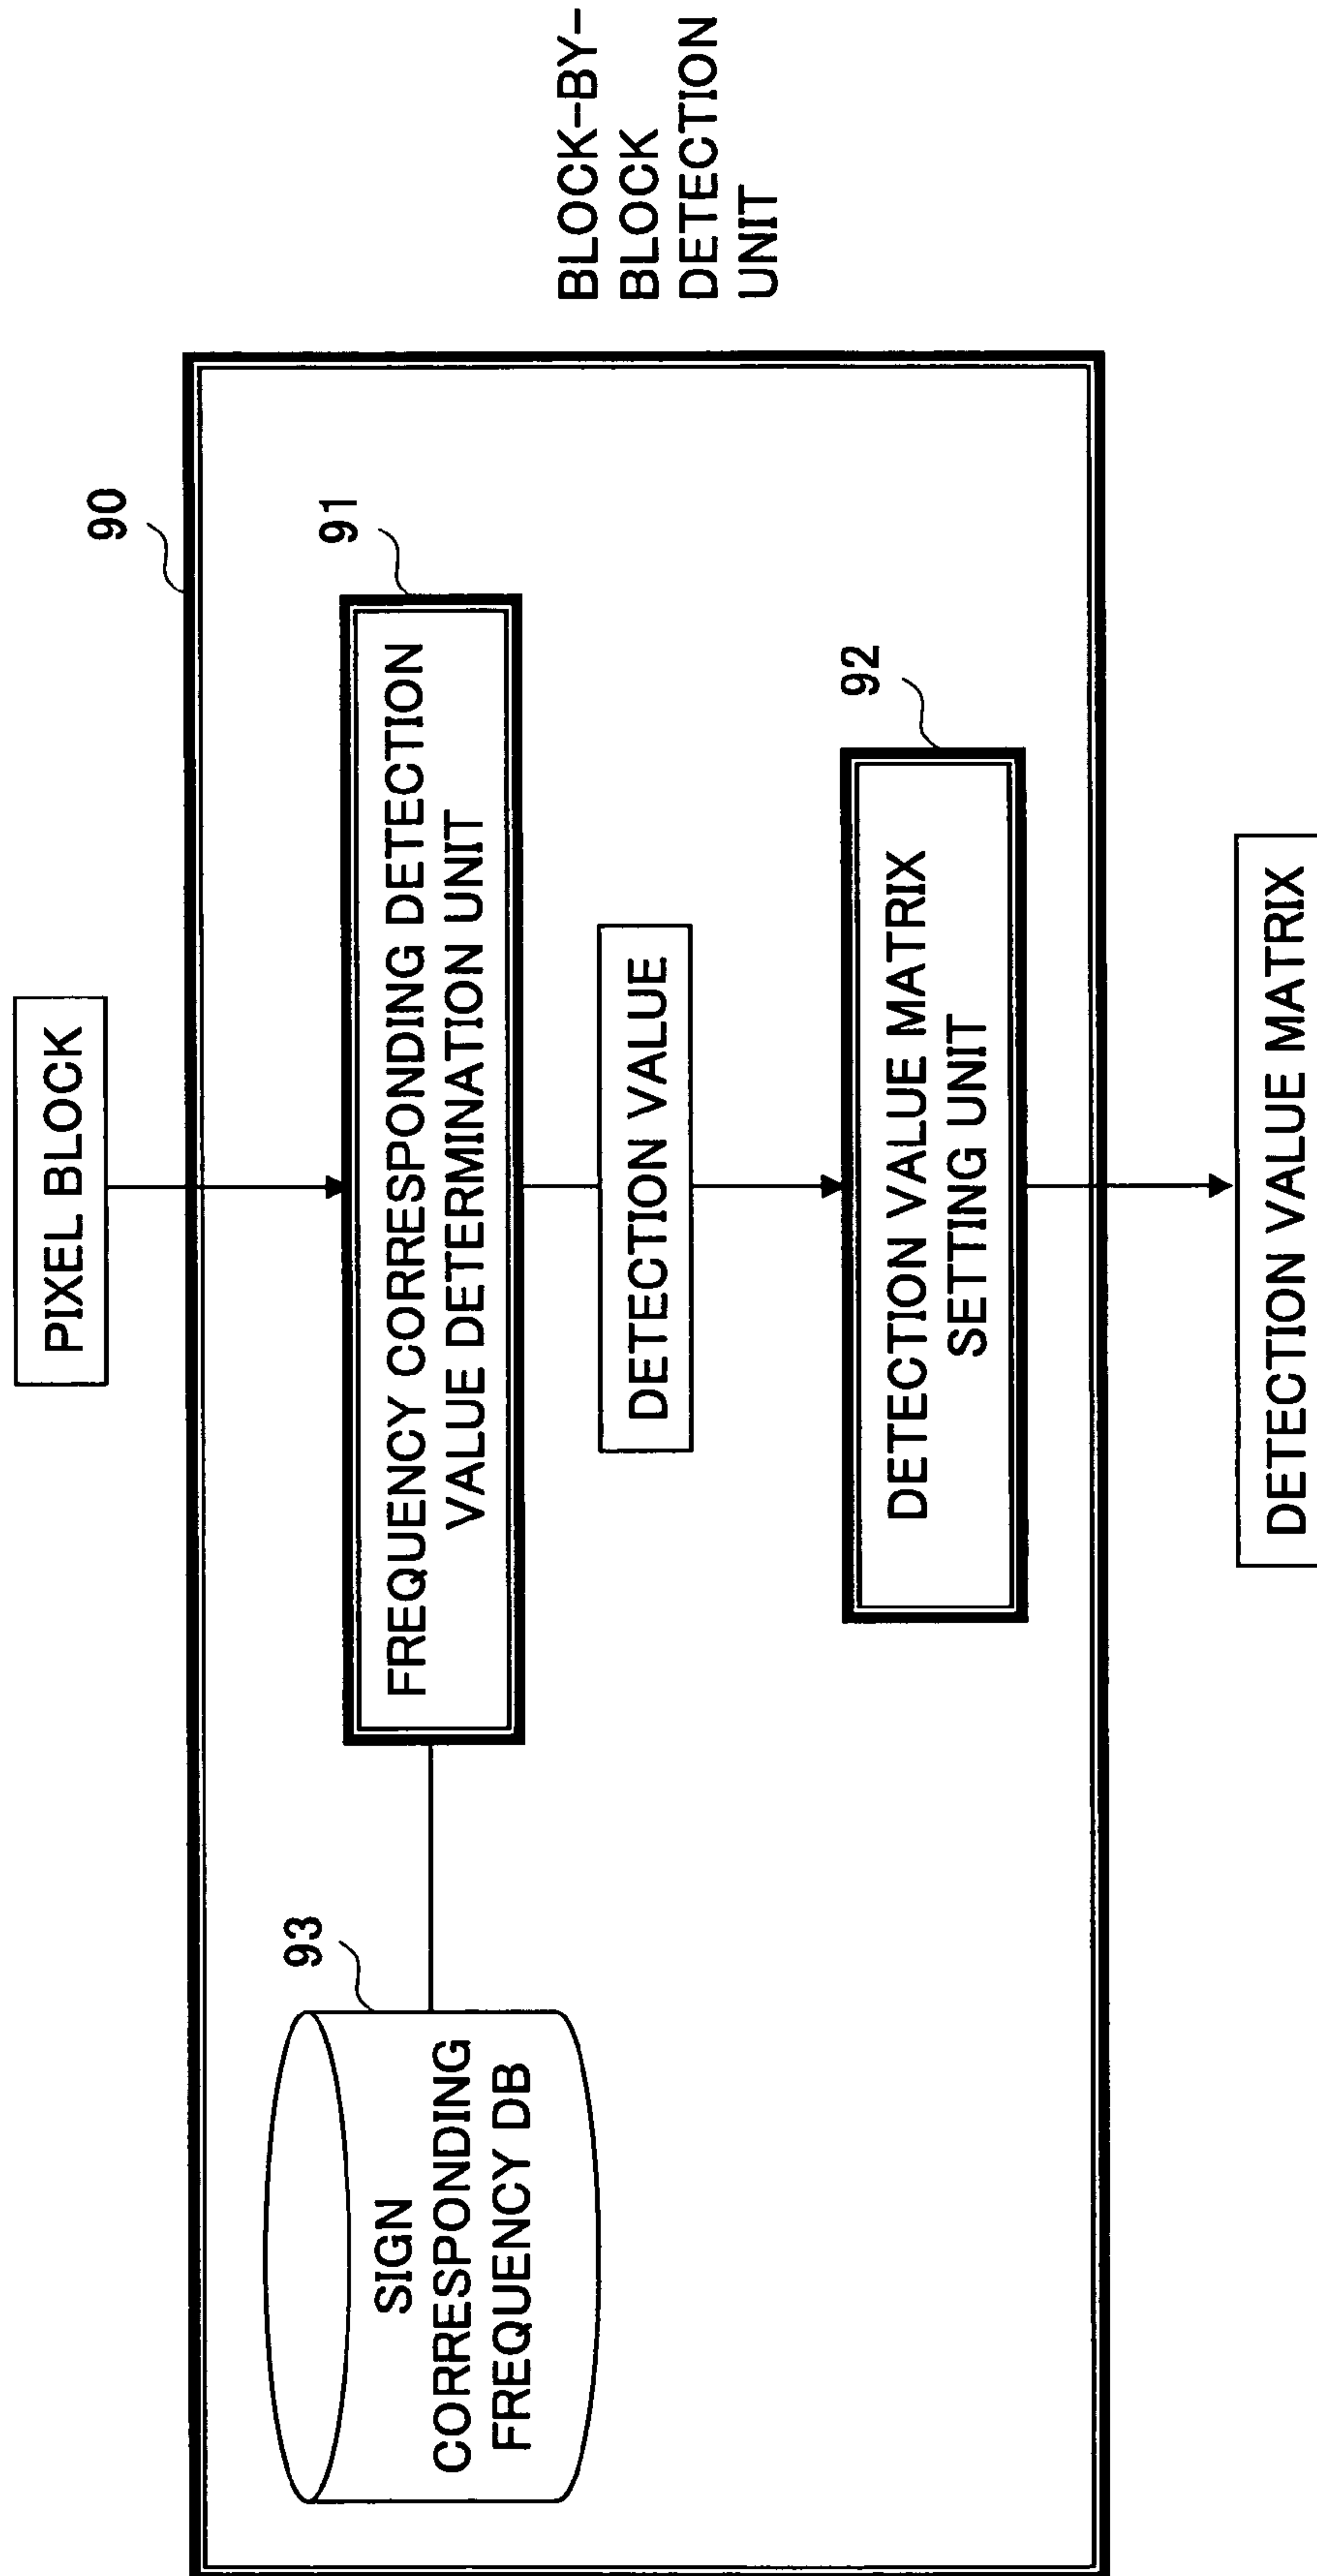 PIXEL BLOCK
90
FREQUENCY CORRESPONDING DETECTION
VALUE DETERMINATION UNIT
91
93
SIGN
CORRESPONDING
FREQUENCY DB
DETECTION VALUE
BLOCK-BY-
BLOCK
DETECTION
UNIT
92
DETECTION VALUE MATRIX
SETTING UNIT
DETECTION VALUE MATRIX